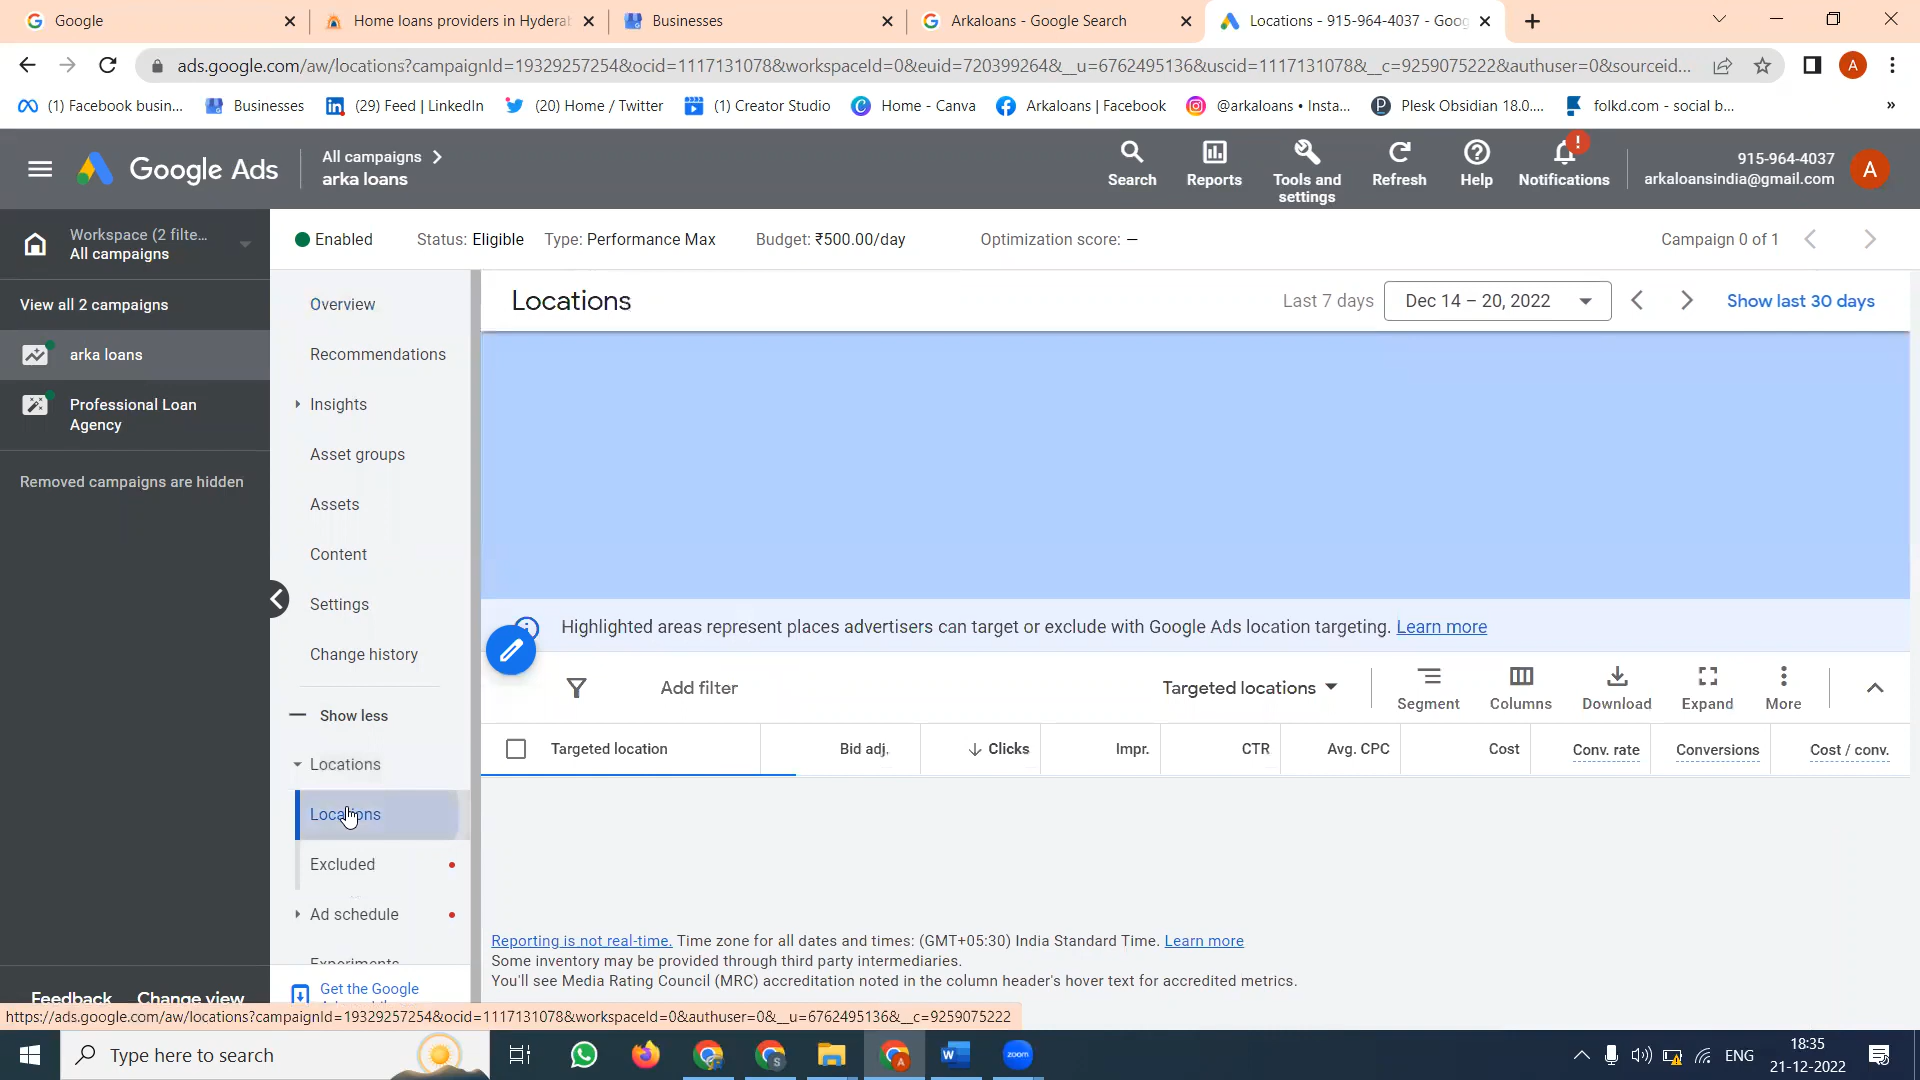 Google
Home loans providers in Hyderab
Businesses
Arkaloans - Google Search
Locations - 915-964-4037 - Goog
ads.google.com/aw/locations?campaignId=19329257254&ocid=1117131078&workspaceId=0&euid=720399264&__u=6762495136&uscid=1117131078&__c=9259075222&authuser=0&sourceid...
A
(1) Facebook busin...
Businesses
(29) Feed | LinkedIn
(20) Home / Twitter
(1) Creator Studio
Home - Canva
Arkaloans | Facebook
@arkaloans • Insta...
Plesk Obsidian 18.0....
folkd.com - social b...
»
Google Ads
All campaigns
arka loans
Search
Reports
Tools and settings
Refresh
Help
Notifications
915-964-4037
arkaloansindia@gmail.com
A
Workspace (2 filte...
All campaigns
Enabled
Status: Eligible
Type: Performance Max
Budget: ₹500.00/day
Optimization score: —
Campaign 0 of 1
View all 2 campaigns
arka loans
Professional Loan Agency
Removed campaigns are hidden
Overview
Recommendations
Insights
Asset groups
Assets
Content
Settings
Change history
Show less
Locations
Locations
Excluded
Ad schedule
Experiments
Get the Google
Feedback
Change view
Locations
Last 7 days
Dec 14 – 20, 2022
Show last 30 days
Highlighted areas represent places advertisers can target or exclude with Google Ads location targeting. Learn more
Add filter
Targeted locations
Segment
Columns
Download
Expand
More
Targeted location
Bid adj.
Clicks
Impr.
CTR
Avg. CPC
Cost
Conv. rate
Conversions
Cost / conv.
Reporting is not real-time. Time zone for all dates and times: (GMT+05:30) India Standard Time. Learn more
Some inventory may be provided through third party intermediaries.
You'll see Media Rating Council (MRC) accreditation noted in the column header's hover text for accredited metrics.
https://ads.google.com/aw/locations?campaignId=19329257254&ocid=1117131078&workspaceId=0&authuser=0&__u=6762495136&__c=9259075222
Type here to search
zoom
ENG
18:35
21-12-2022